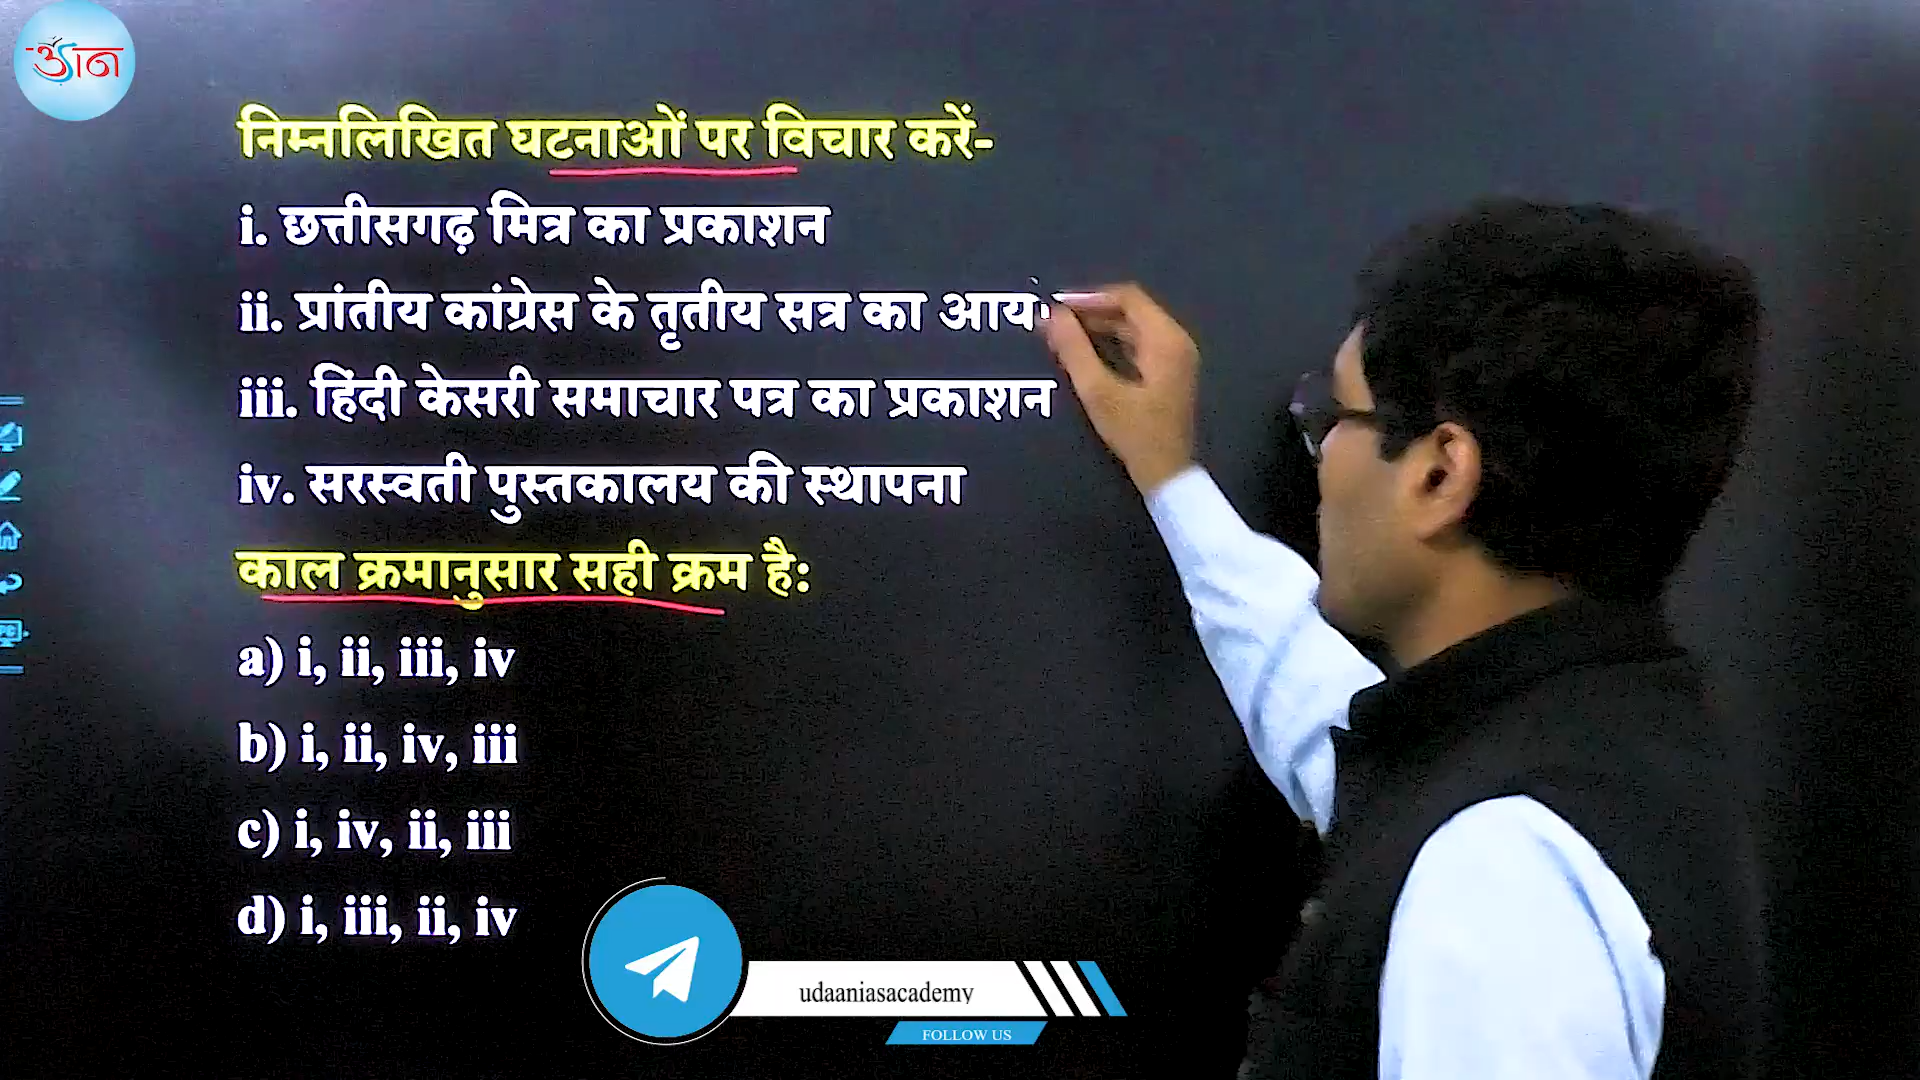 उड़ान
निम्नलिखित घटनाओं पर विचार करें-
i. छत्तीसगढ़ मित्र का प्रकाशन
ii. प्रांतीय कांग्रेस के तृतीय सत्र का
iii. हिंदी केसरी समाचार पत्र का प्रकाशन
iv. सरस्वती पुस्तकालय की स्थापना
काल क्रमानुसार सही क्रम है:
a) i, ii, iii, iv
b) i, ii, iv, iii
c) i, iv, ii, iii
d) i, iii, ii, iv
udaaniasacademy
FOLLOW US